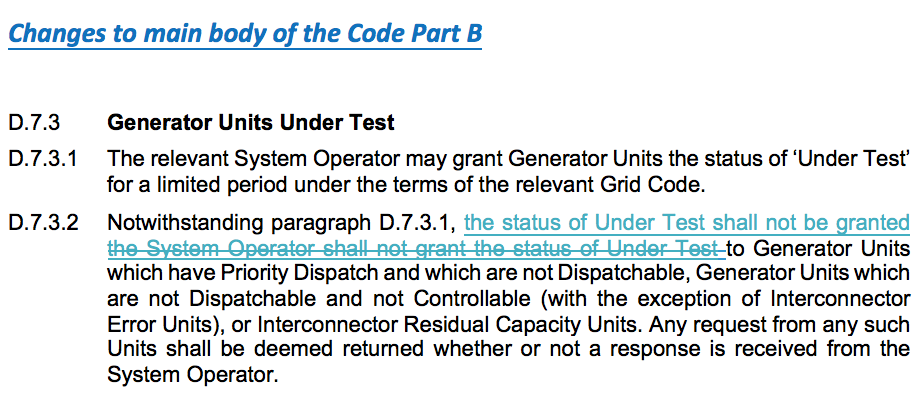 Changes to main body of the Code Part B
D.7.3 Generator Units Under Test
D.7.3.1 The relevant System Operator may grant Generator Units the status of ‘Under Test’
for a limited period under the terms of the relevant Grid Code.
D.7.3.2 Notwithstanding paragraph D.7.3.1, the status of Under Test shall not be granted
the System Operator shall not grant the status of Under Test to Generator Units
which have Priority Dispatch and which are not Dispatchable, Generator Units which
are not Dispatchable and not Controllable (with the exception of Interconnector
Error Units), or Interconnector Residual Capacity Units. Any request from any such
Units shall be deemed returned whether or not a response is received from the
System Operator.